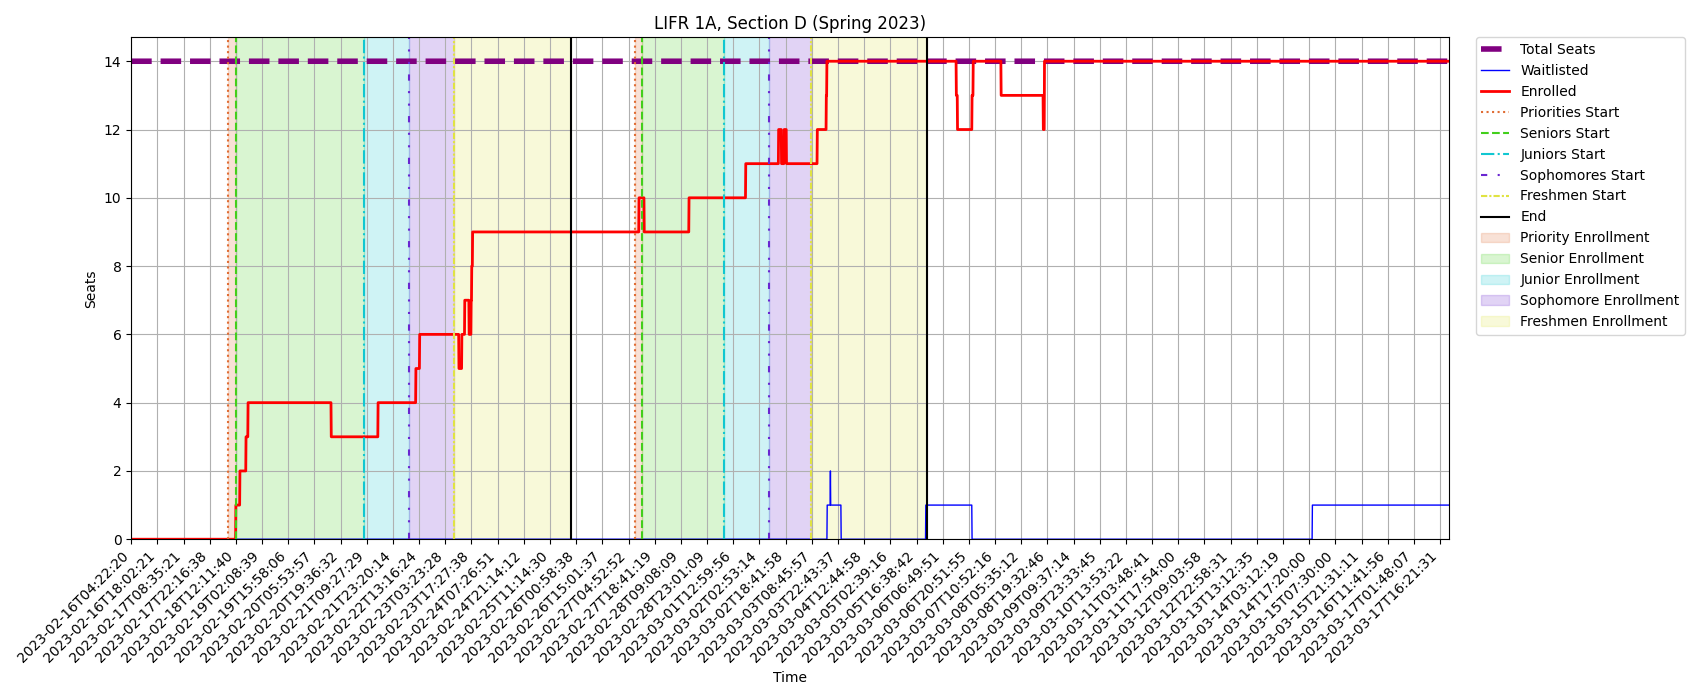 LIFR 1A, Section D (Spring 2023)
Seats
14
12
10
8
6
4
2
0
2023-02-16T04:22:20
2023-02-16T18:02:21
2023-02-17T08:35:21
2023-02-17T22:16:38
2023-02-18T12:11:40
2023-02-19T02:08:39
2023-02-19T15:58:06
2023-02-20T05:53:57
2023-02-20T19:36:32
2023-02-21T09:27:29
2023-02-21T23:20:14
2023-02-22T13:16:24
2023-02-23T03:23:28
2023-02-23T17:27:38
2023-02-24T07:26:51
2023-02-24T21:14:12
2023-02-25T11:14:30
2023-02-26T00:58:38
2023-02-26T15:01:37
2023-02-27T04:52:52
2023-02-27T18:41:19
2023-02-28T09:08:09
2023-02-28T23:01:09
2023-03-01T12:59:56
2023-03-02T02:53:14
2023-03-02T18:41:58
2023-03-03T08:45:57
2023-03-03T22:43:37
2023-03-04T12:44:58
2023-03-05T02:39:16
2023-03-05T16:38:42
2023-03-06T06:49:51
2023-03-06T20:51:55
2023-03-07T10:52:16
2023-03-08T05:35:12
2023-03-08T19:32:46
2023-03-09T09:37:14
2023-03-09T23:33:45
2023-03-10T13:53:22
2023-03-11T03:48:41
2023-03-11T17:54:00
2023-03-12T09:03:58
2023-03-12T22:58:31
2023-03-13T13:12:35
2023-03-14T03:12:19
2023-03-14T17:20:00
2023-03-15T07:30:00
2023-03-15T21:31:11
2023-03-16T11:41:56
2023-03-17T01:48:07
2023-03-17T16:21:31
Time
Total Seats
Waitlisted
Enrolled
Priorities Start
Seniors Start
Juniors Start
Sophomores Start
Freshmen Start
End
Priority Enrollment
Senior Enrollment
Junior Enrollment
Sophomore Enrollment
Freshmen Enrollment